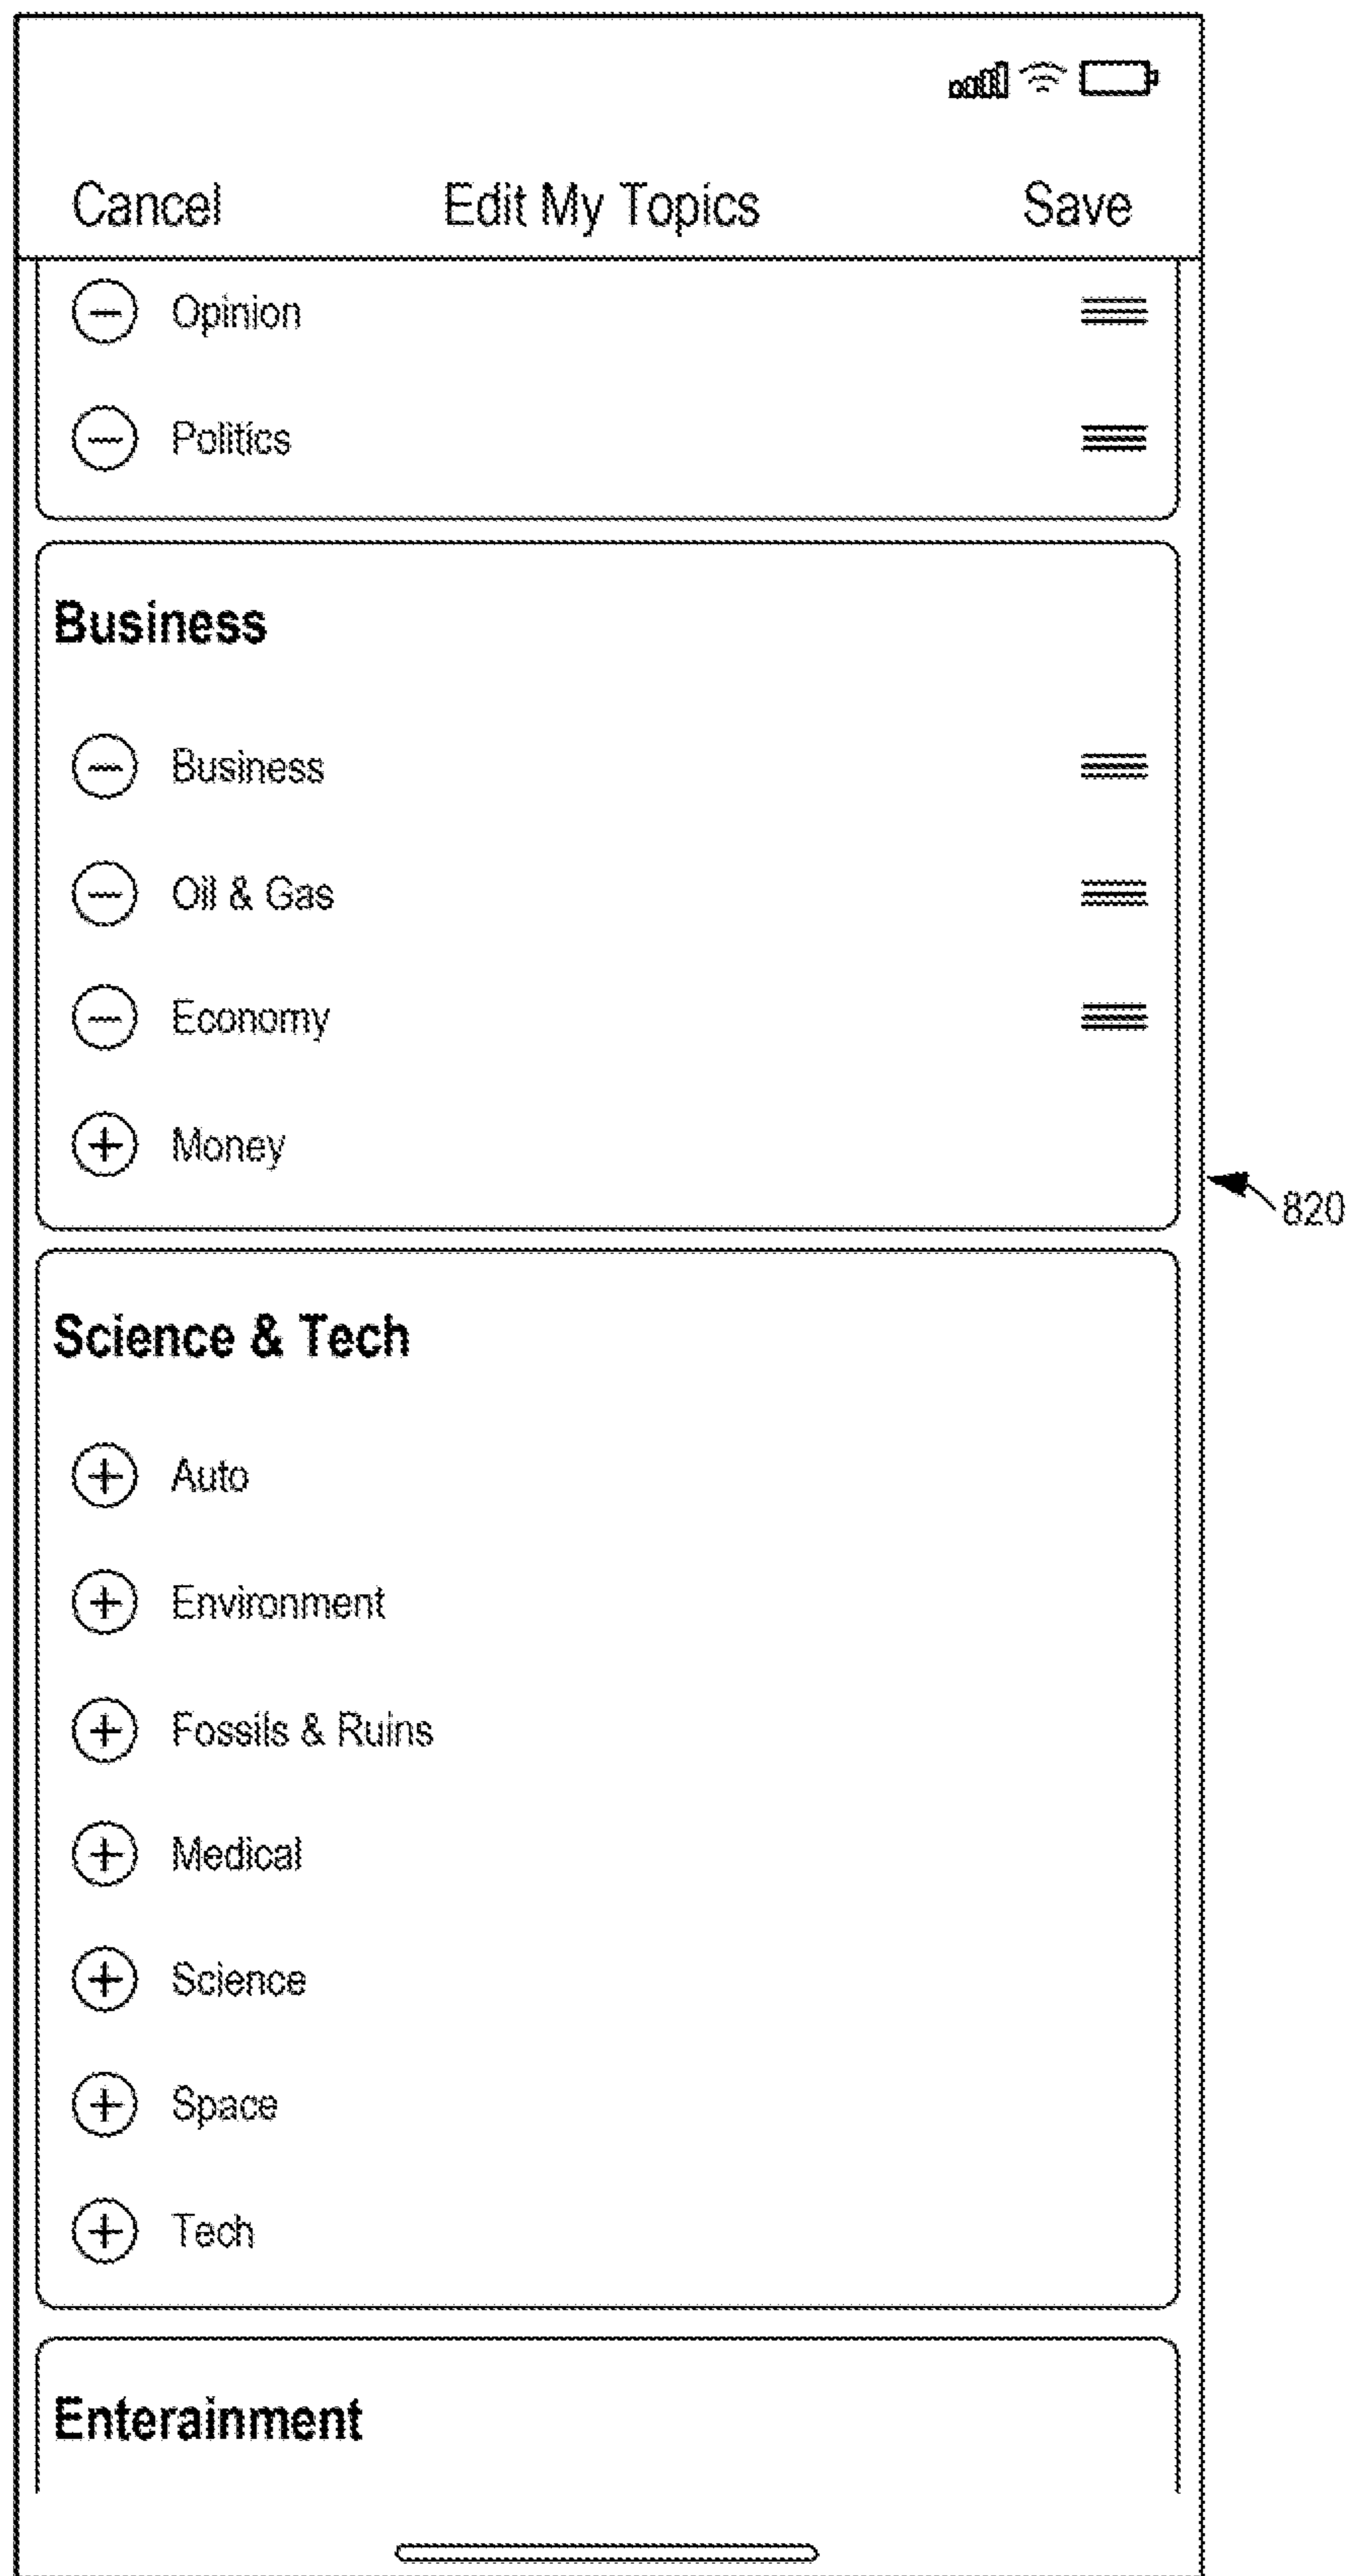 Cancel Edit My Topics Save
Opinion
Politics
Business
Business
Oil & Gas
Economy
Money
820
Science & Tech
Auto
Environment
Fossils & Ruins
Medical
Science
Space
Tech
Enterainment